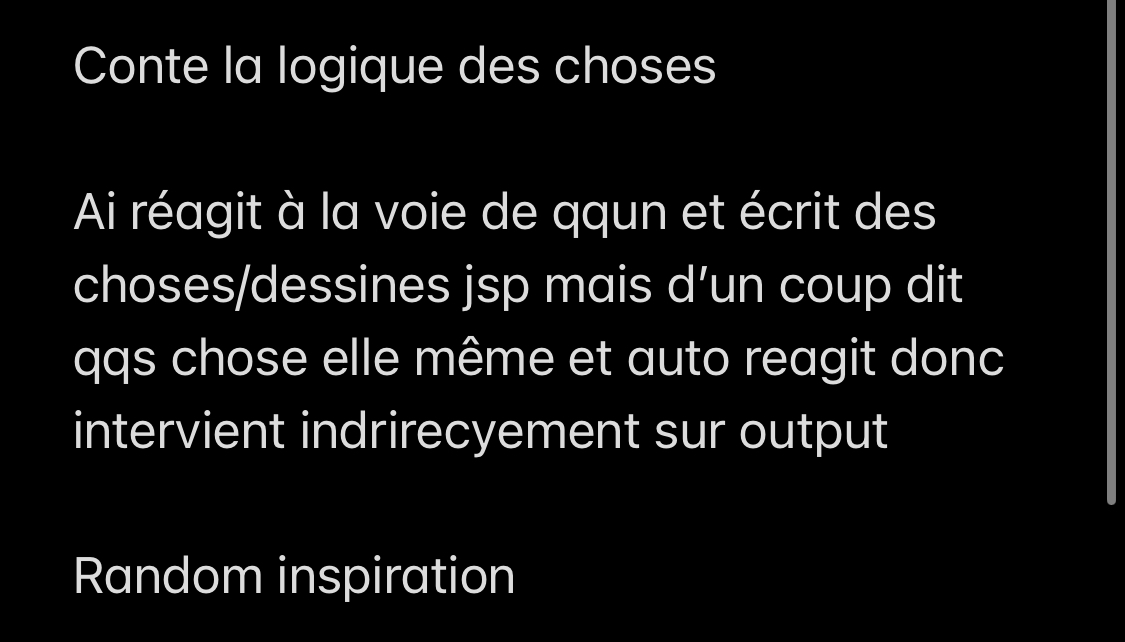 Conte la logique des choses
Ai réagit à la voie de qqun et écrit des
choses/dessines jsp mais d’un coup dit
qqs chose elle même et auto reagit donc
intervient indrirecyement sur output
Random inspiration